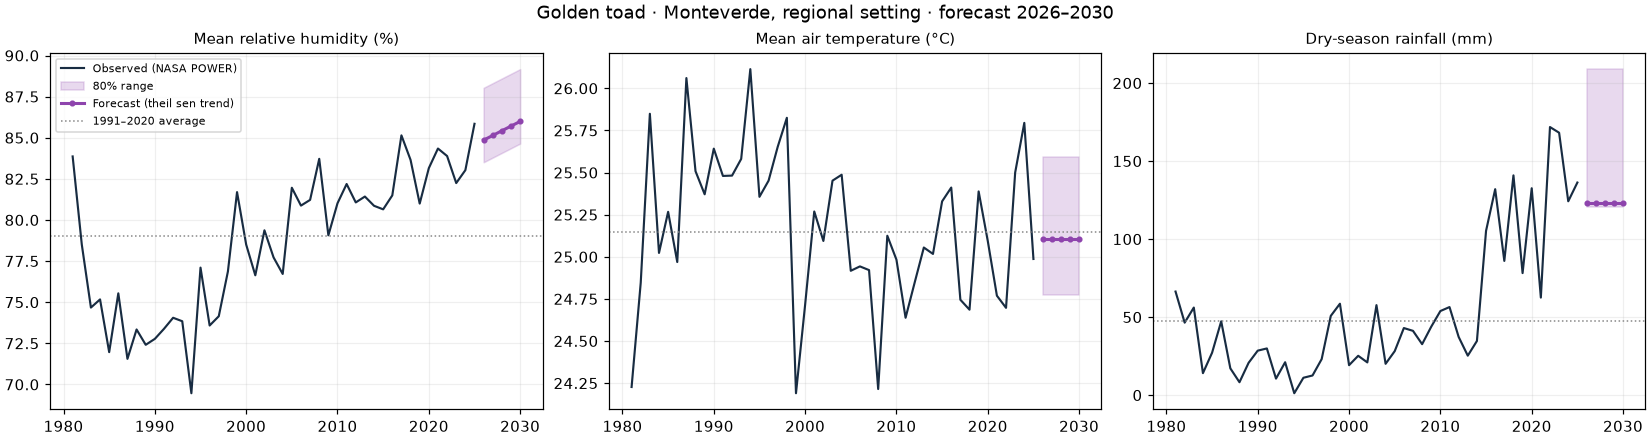 Golden toad · Monteverde, regional setting · forecast 2026–2030
Mean relative humidity (%)
90.0
87.5
85.0
82.5
80.0
77.5
75.0
72.5
70.0
1980 1990 2000 2010 2020 2030
Observed (NASA POWER)
80% range
Forecast (theil sen trend)
1991–2020 average
Mean air temperature (°C)
26.00
25.75
25.50
25.25
25.00
24.75
24.50
24.25
1980 1990 2000 2010 2020 2030
Dry-season rainfall (mm)
200
150
100
50
0
1980 1990 2000 2010 2020 2030